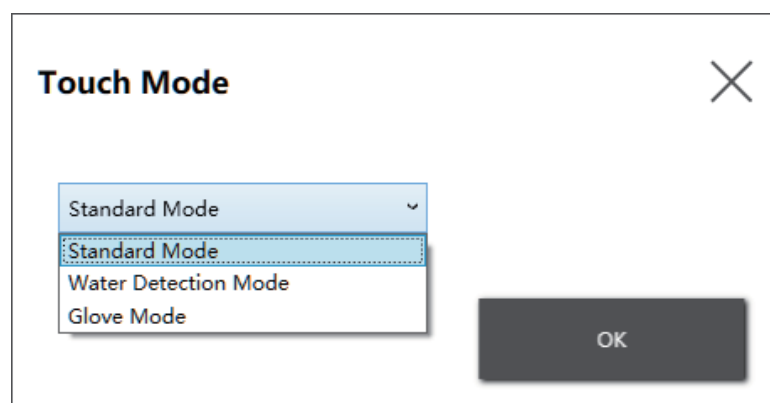 Touch Mode
Standard Mode
Standard Mode
Water Detection Mode
Glove Mode
OK